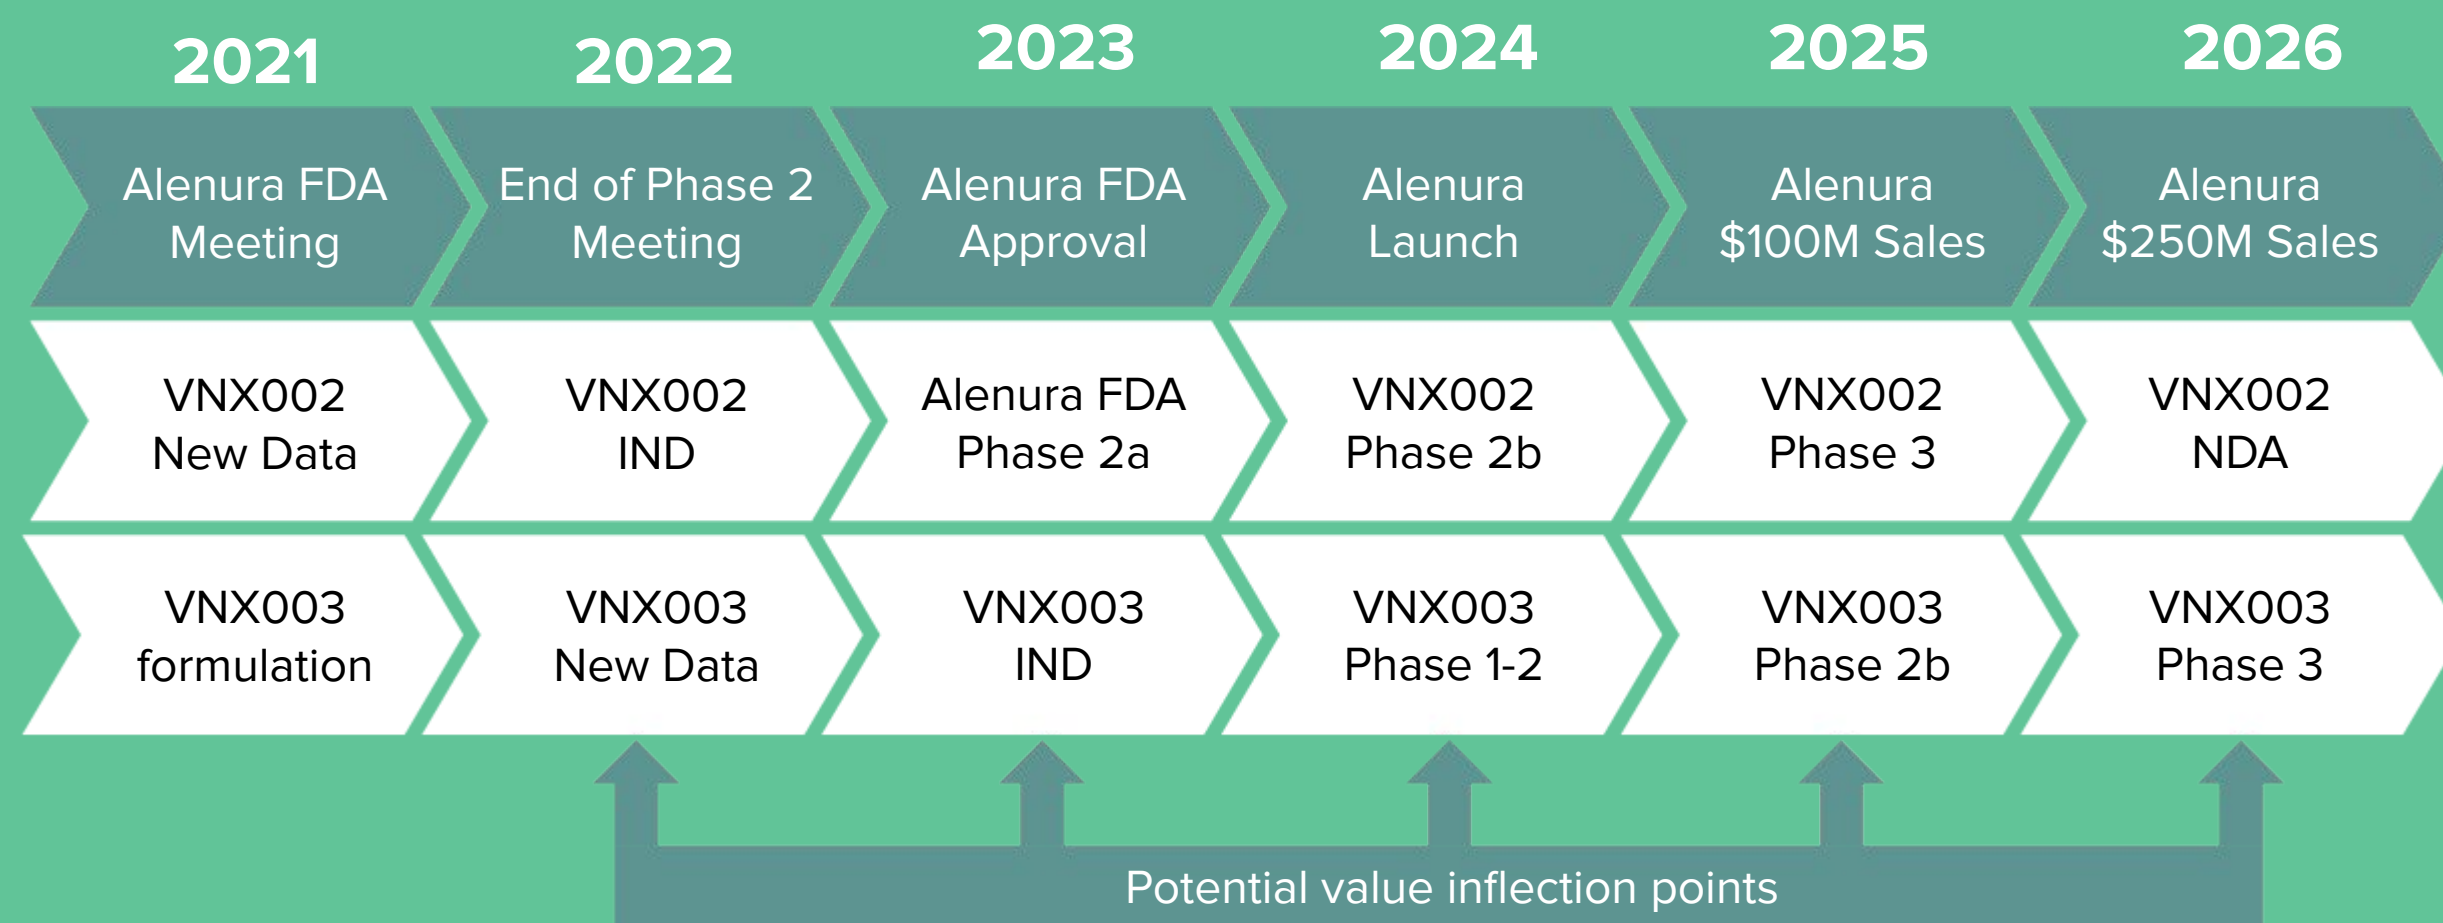 2021
2022
2023
2024
2025
2026
Alenura FDA
Meeting
End of Phase 2
Meeting
Alenura FDA
Approval
Alenura
Launch
Alenura
$100M Sales
Alenura
$250M Sales
VNX002
New Data
VNX002
IND
Alenura FDA
Phase 2a
VNX002
Phase 2b
VNX002
Phase 3
VNX002
NDA
VNX003
formulation
VNX003
New Data
VNX003
IND
VNX003
Phase 1-2
VNX003
Phase 2b
VNX003
Phase 3
Potential value inflection points